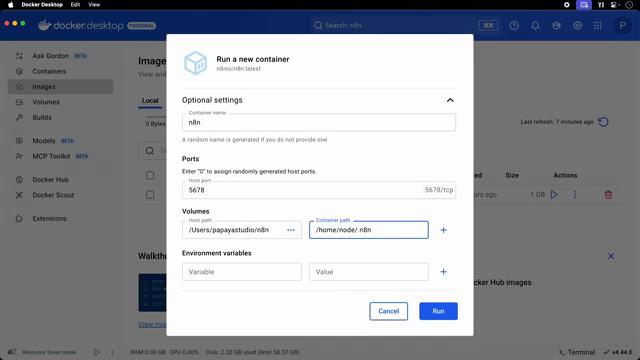 Docker Desktop Edit View
docker.desktop PERSONAL
Search: n8n
⌘K
P
Ask Gordon BETA
Containers
Images
Volumes
Builds
Models BETA
MCP Toolkit BETA
Docker Hub
Docker Scout
Extensions
Images
View and
Local
0 Bytes
Last refresh: 7 minutes ago
Size
Actions
ours ago
1 GB
Walkth
ker Hub images
View mor
Run a new container
n8nio/n8n:latest
Optional settings
Container name
n8n
A random name is generated if you do not provide one.
Ports
Enter "0" to assign randomly generated host ports.
Host port
5678
:5678/tcp
Volumes
Host path
/Users/papayastudio/n8n
Container path
/home/node/.n8n
Environment variables
Variable
Value
Cancel
Run
Resource Saver mode
RAM 0.00 GB CPU 0.00% Disk: 2.32 GB used (limit 58.37 GB)
Terminal
v4.44.0